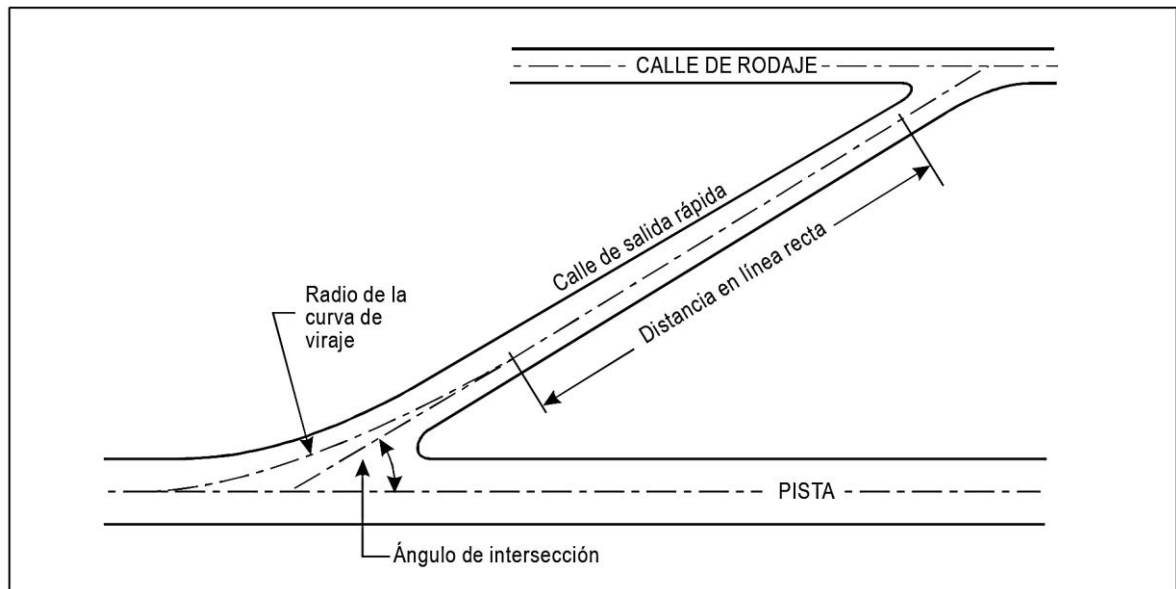 CALLE DE RODAJE
Calle de salida rápida
Distancia en línea recta
Radio de la
curva de
viraje
PISTA
Ángulo de intersección